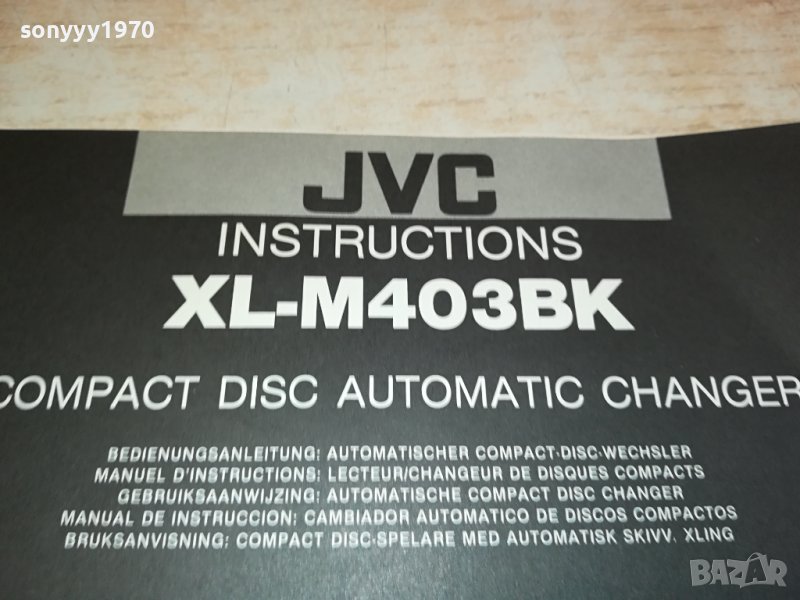 sonyyy1970
JVC
INSTRUCTIONS
XL-M403BK
COMPACT DISC AUTOMATIC CHANGER
BEDIENUNGSANLEITUNG: AUTOMATISCHER COMPACT-DISC-WECHSLER
MANUEL D'INSTRUCTIONS: LECTEUR/CHANGEUR DE DISQUES COMPACTS
GEBRUIKSAANWIJZING: AUTOMATISCHE COMPACT DISC CHANGER
MANUAL DE INSTRUCCION: CAMBIADOR AUTOMATICO DE DISCOS COMPACTOS
BRUKSANVISNING: COMPACT DISC-SPELARE MED AUTOMATISK SKIVV. XLING
BAZAR